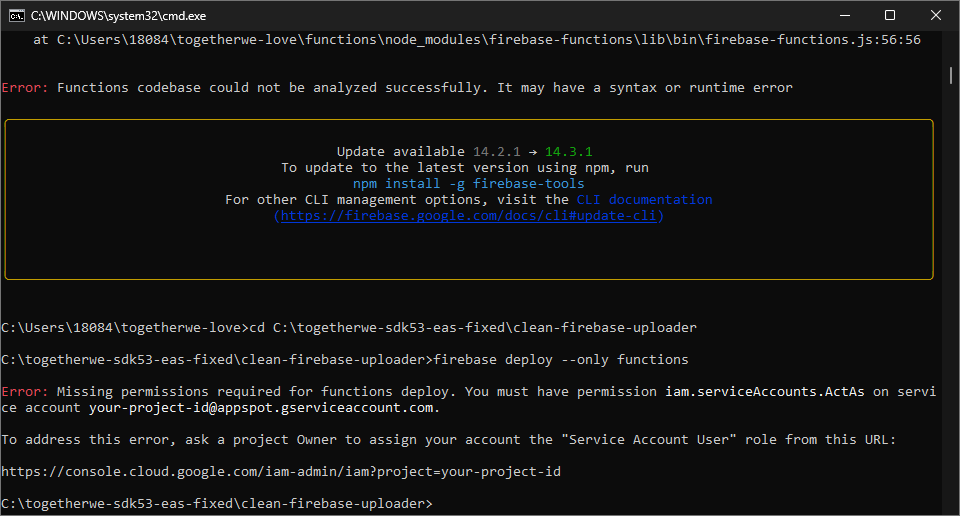 C:\WINDOWS\system32\cmd.exe
at C:\Users\18084\togetherwe-love\functions\node_modules\firebase-functions\lib\bin\firebase-functions.js:56:56
Error: Functions codebase could not be analyzed successfully. It may have a syntax or runtime error
Update available 14.2.1 → 14.3.1
To update to the latest version using npm, run
npm install -g firebase-tools
For other CLI management options, visit the CLI documentation
(https://firebase.google.com/docs/cli#update-cli)
C:\Users\18084\togetherwe-love>cd C:\togetherwe-sdk53-eas-fixed\clean-firebase-uploader
C:\togetherwe-sdk53-eas-fixed\clean-firebase-uploader>firebase deploy --only functions
Error: Missing permissions required for functions deploy. You must have permission iam.serviceAccounts.ActAs on servi
ce account your-project-id@appspot.gserviceaccount.com.
To address this error, ask a project Owner to assign your account the "Service Account User" role from this URL:
https://console.cloud.google.com/iam-admin/iam?project=your-project-id
C:\togetherwe-sdk53-eas-fixed\clean-firebase-uploader>